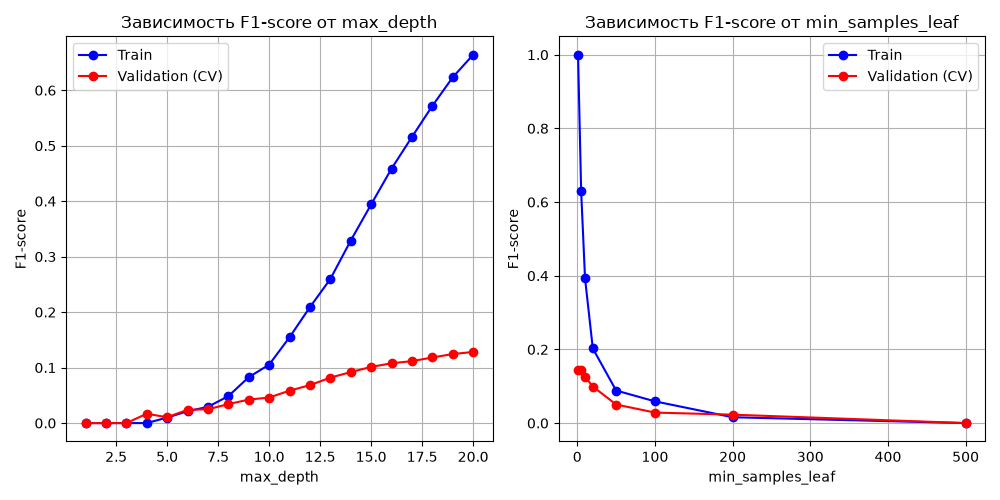 Зависимость F1-score от max_depth
Train
Validation (CV)
F1-score
0.6
0.5
0.4
0.3
0.2
0.1
0.0
2.5
5.0
7.5
10.0
12.5
15.0
17.5
20.0
max_depth
Зависимость F1-score от min_samples_leaf
Train
Validation (CV)
F1-score
1.0
0.8
0.6
0.4
0.2
0.0
0
100
200
300
400
500
min_samples_leaf